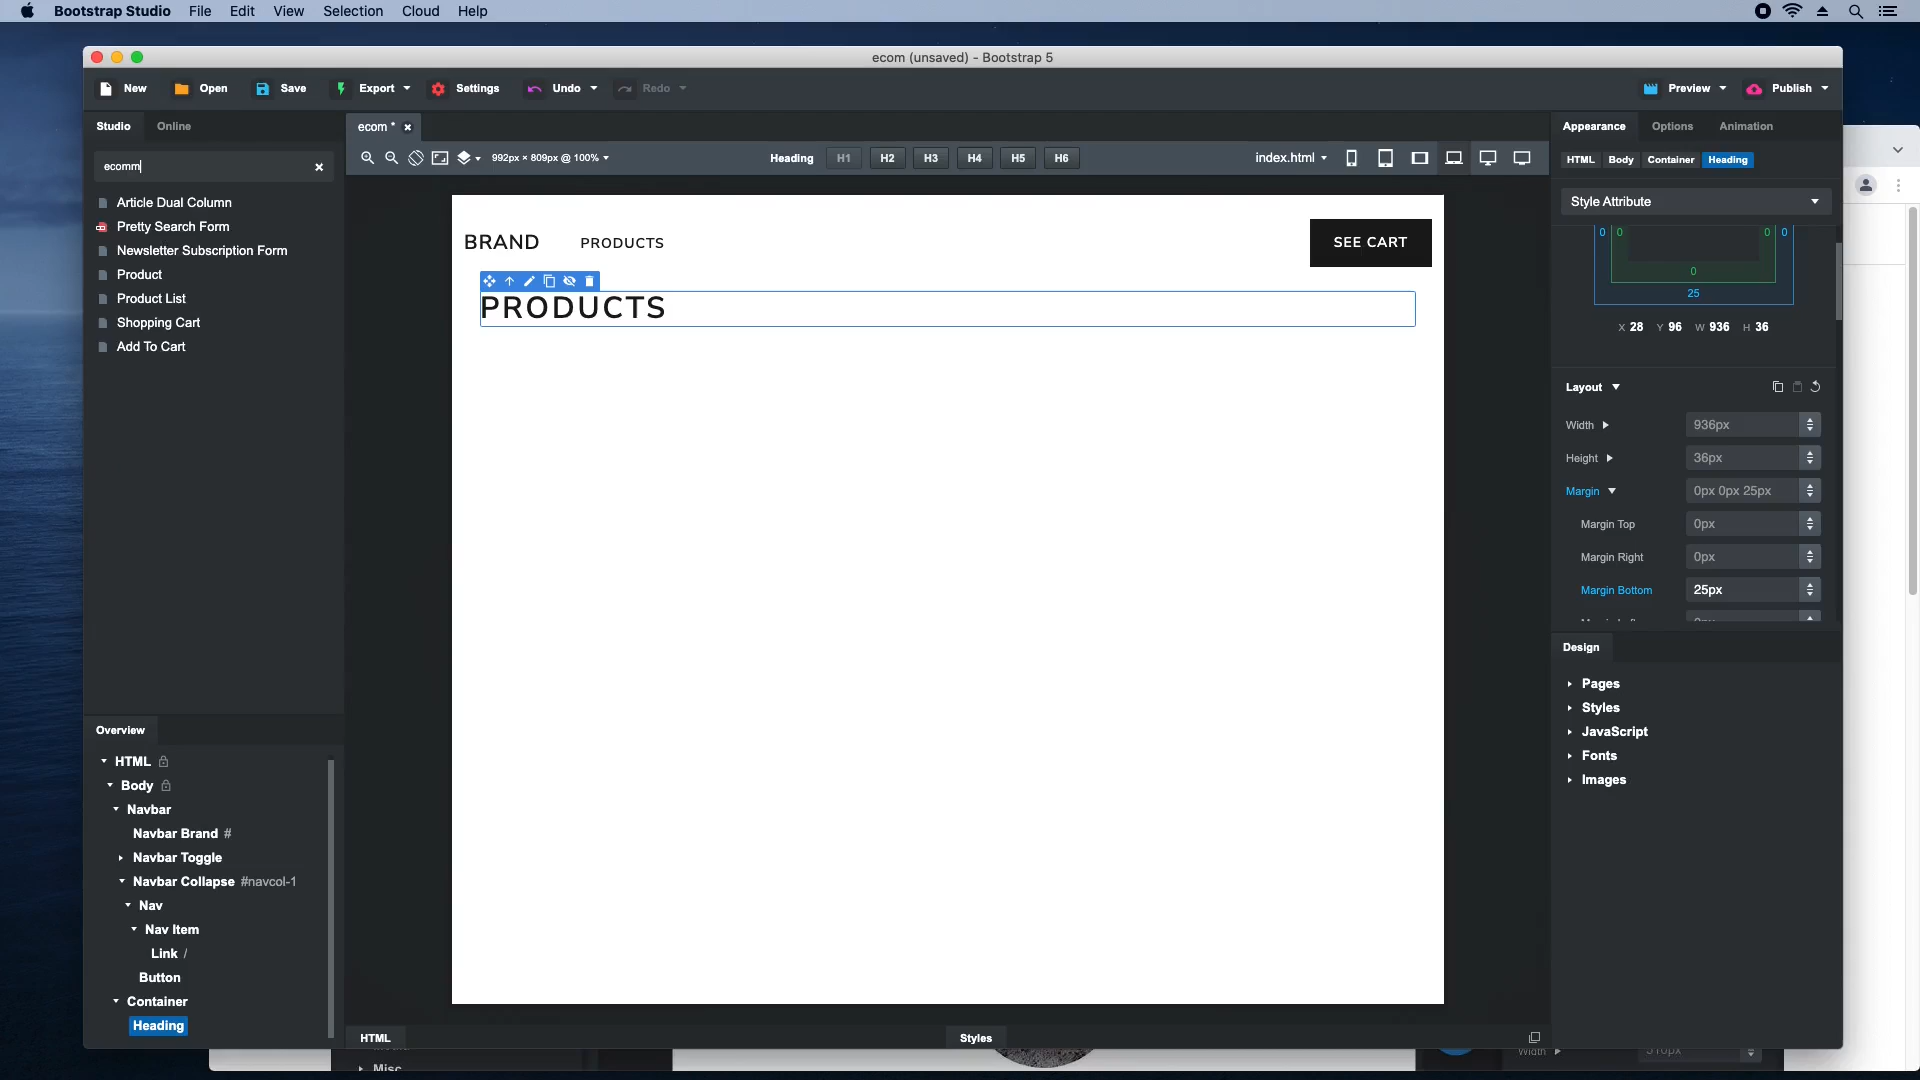 Bootstrap Studio File Edit View Selection Cloud Help
ecom (unsaved) - Bootstrap 5
New Open Save Export Settings Undo Redo Preview Publish
Studio Online
ecom *
Appearance Options Animation
ecomm
992px × 809px @ 100%
Heading H1 H2 H3 H4 H5 H6
index.html
HTML Body Container Heading
Style Attribute
Article Dual Column
Pretty Search Form
Newsletter Subscription Form
Product
Product List
Shopping Cart
Add To Cart
BRAND PRODUCTS SEE CART
PRODUCTS
0 0 0 0
0
25
X 28 Y 96 W 936 H 36
Layout
Width 936px
Height 36px
Margin 0px 0px 25px
Margin Top 0px
Margin Right 0px
Margin Bottom 25px
Design
Pages
Styles
JavaScript
Fonts
Images
Overview
HTML
Body
Navbar
Navbar Brand #
Navbar Toggle
Navbar Collapse #navcol-1
Nav
Nav Item
Link /
Button
Container
Heading
HTML Styles
Width
Misc